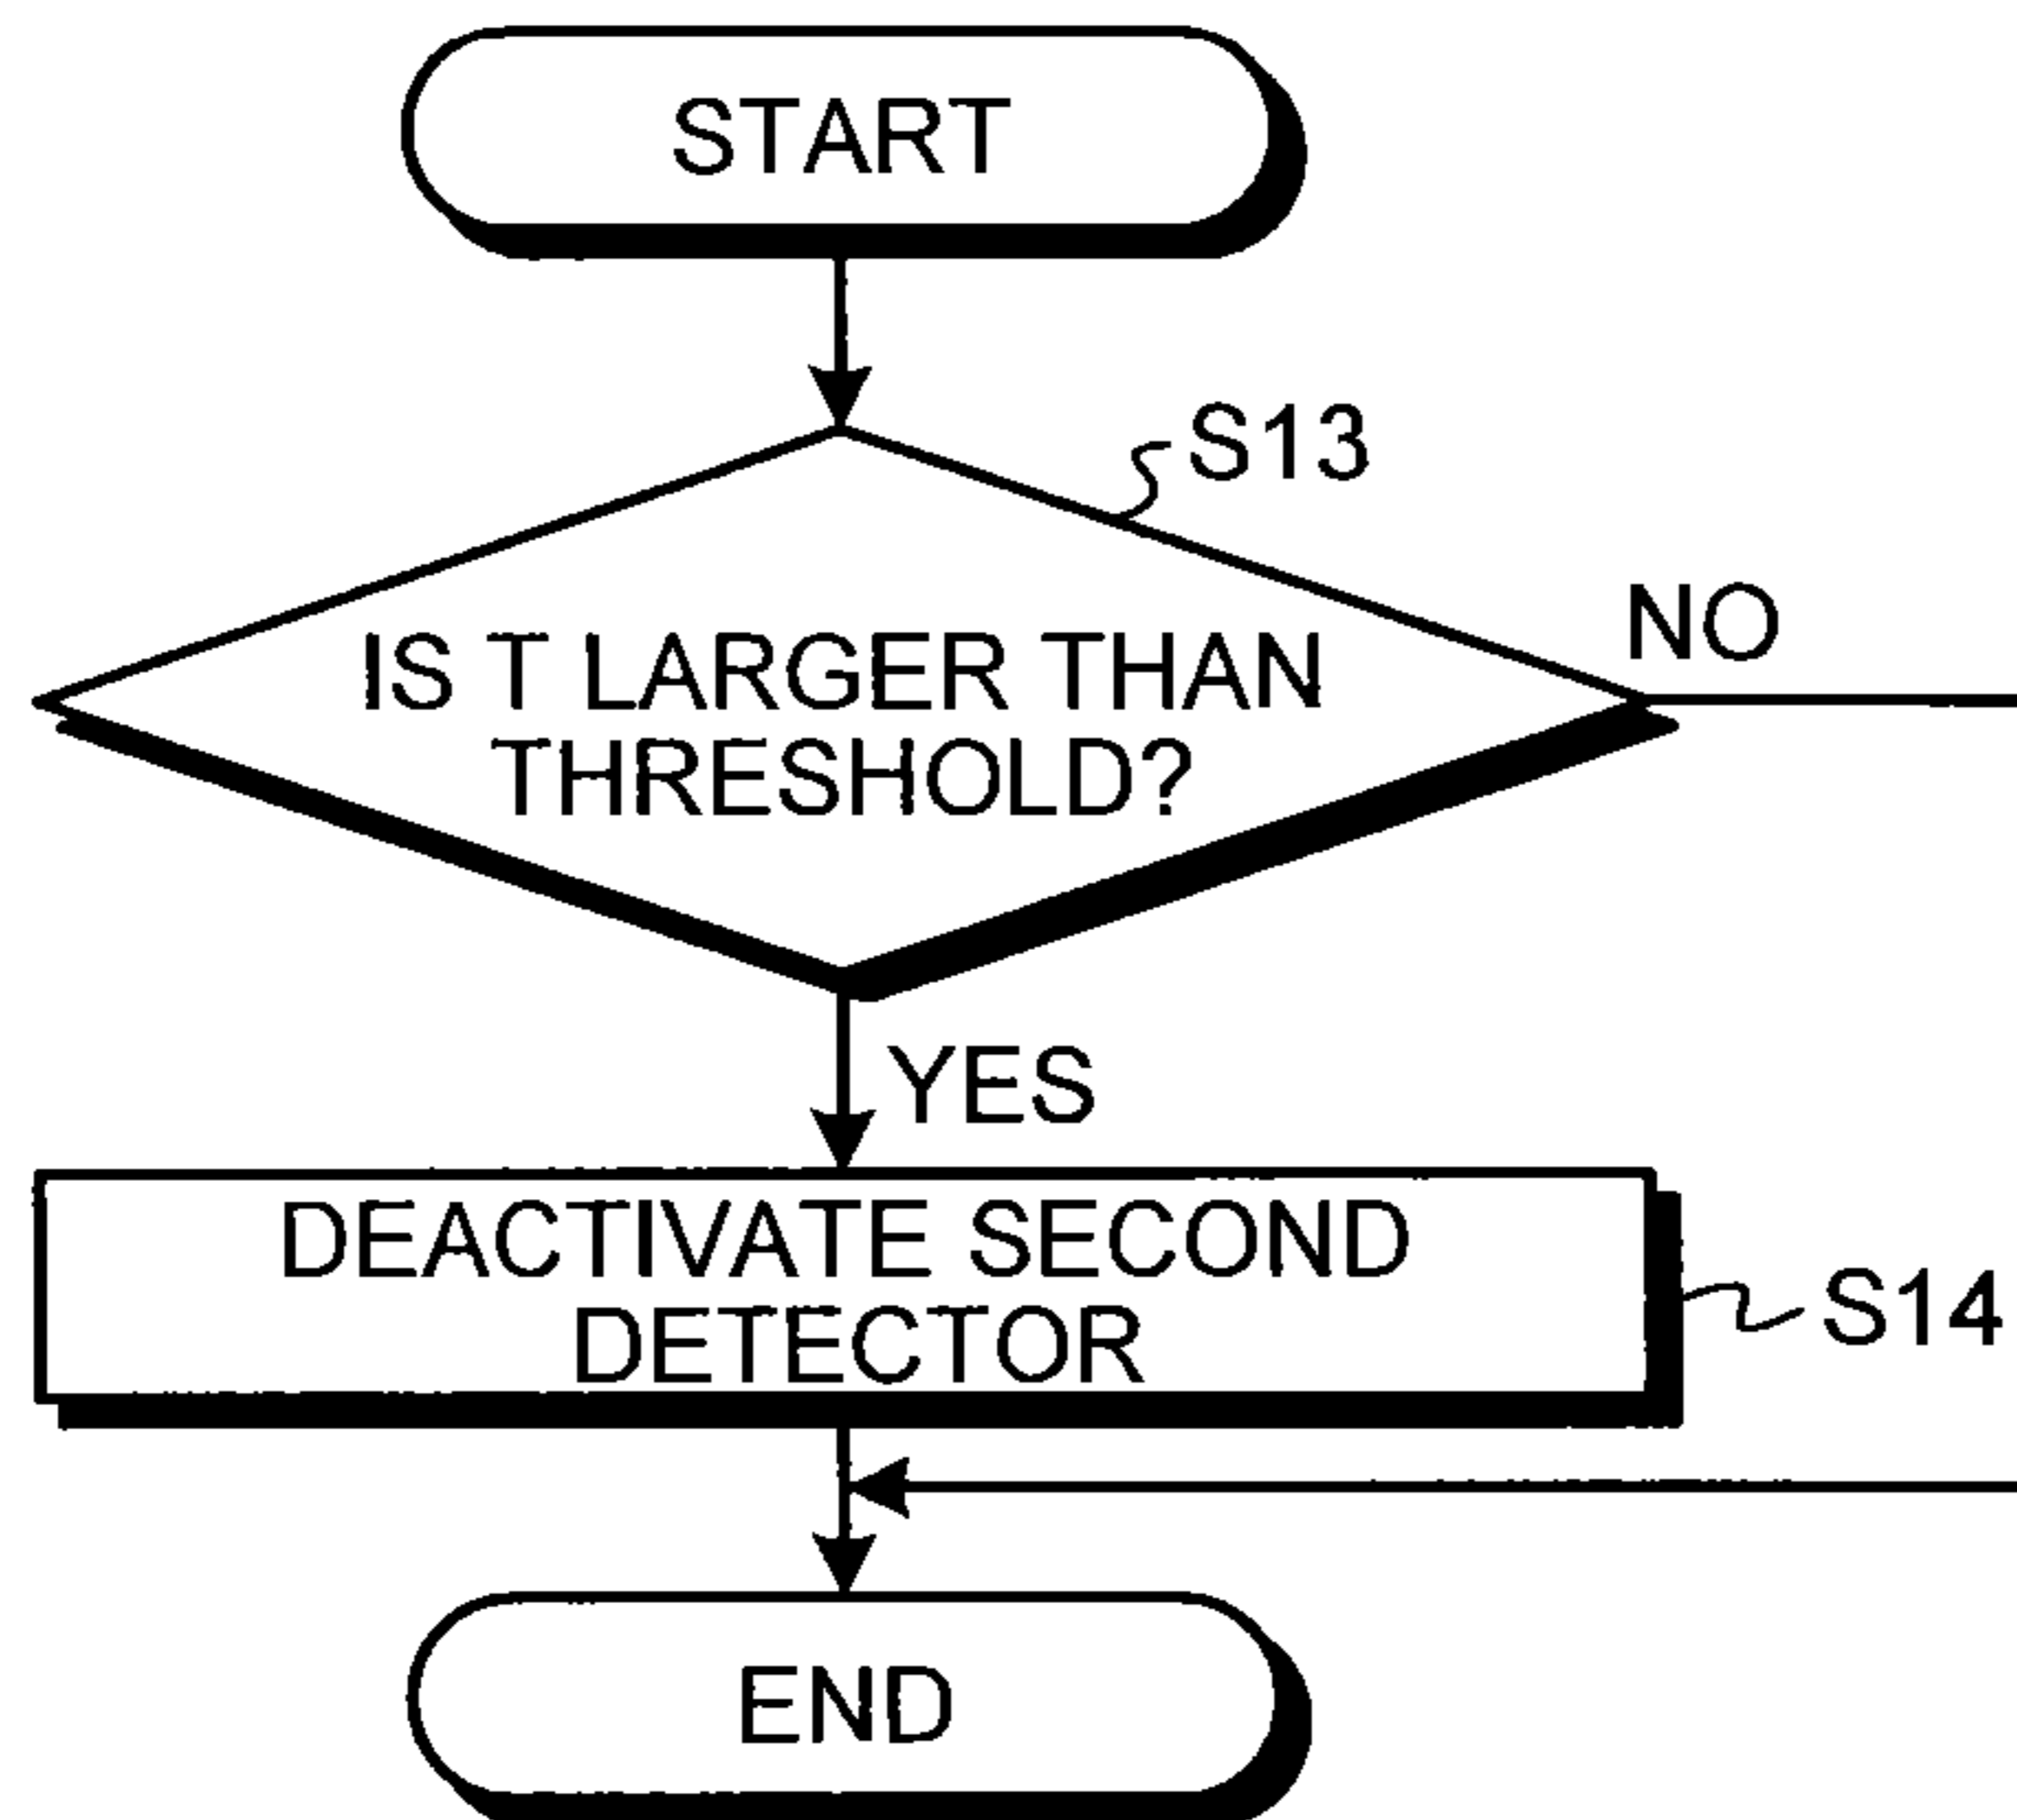 START
S13
NO
IS T LARGER THAN
THRESHOLD?
YES
DEACTIVATE SECOND
DETECTOR
S14
END